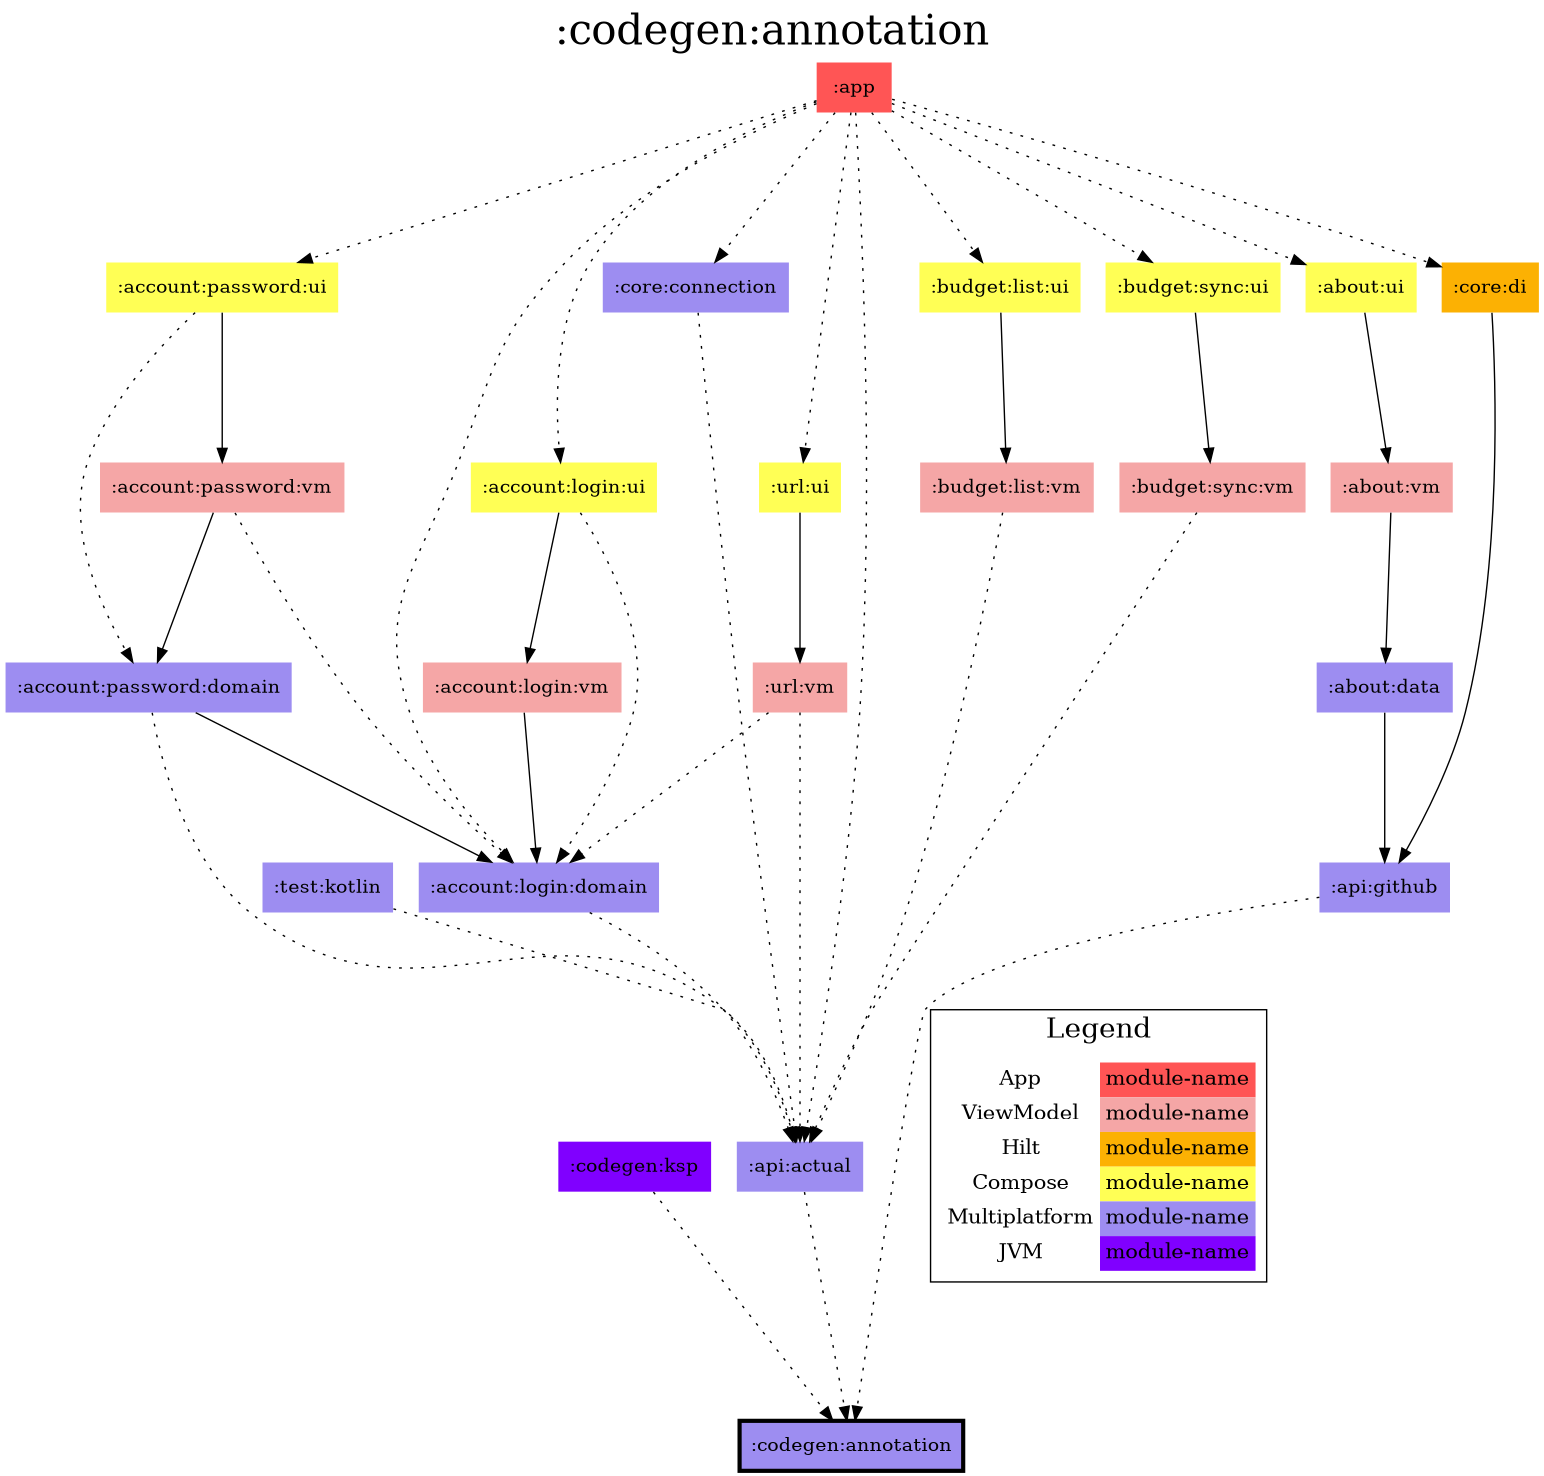 :codegen:annotation
:app
:account:password:ui
:core:connection
:budget:list:ui
:budget:sync:ui
:about:ui
:core:di
:account:password:vm
:account:login:ui
:url:ui
:budget:list:vm
:budget:sync:vm
:about:vm
:account:password:domain
:account:login:vm
:url:vm
:about:data
:test:kotlin
:account:login:domain
:api:github
Legend
App module-name
ViewModel module-name
Hilt module-name
Compose module-name
Multiplatform module-name
JVM module-name
:codegen:ksp
:api:actual
:codegen:annotation